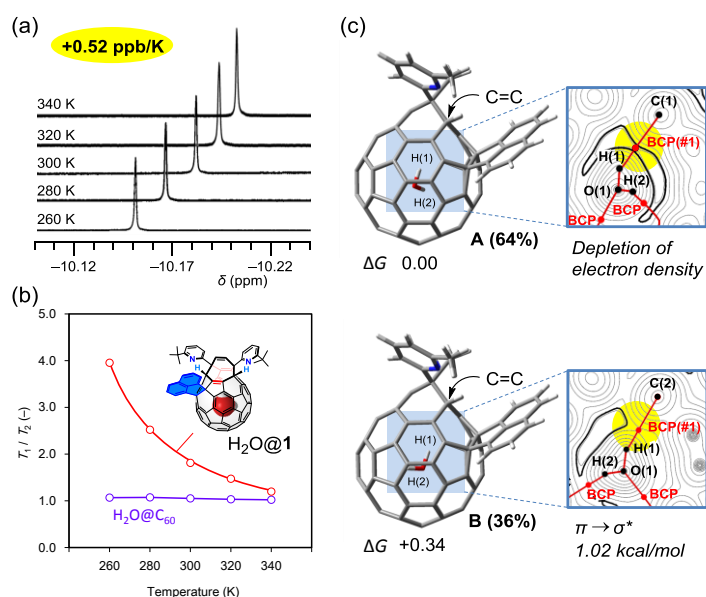 (a)
+0.52 ppb/K
340 K
320 K
300 K
280 K
260 K
–10.12
–10.17
–10.22
δ (ppm)
(b)
5.0
4.0
3.0
2.0
1.0
0.0
T1 / T2 (–)
N
N
H
H
H2O@1
H2O@C60
260
280
300
320
340
Temperature (K)
(c)
C=C
H(1)
H(2)
A (64%)
ΔG 0.00
C(1)
BCP(#1)
H(1)
H(2)
O(1)
BCP
BCP
Depletion of
electron density
C=C
H(1)
H(2)
B (36%)
ΔG +0.34
C(2)
BCP(#1)
H(1)
H(2)
O(1)
BCP
BCP
π → σ*
1.02 kcal/mol